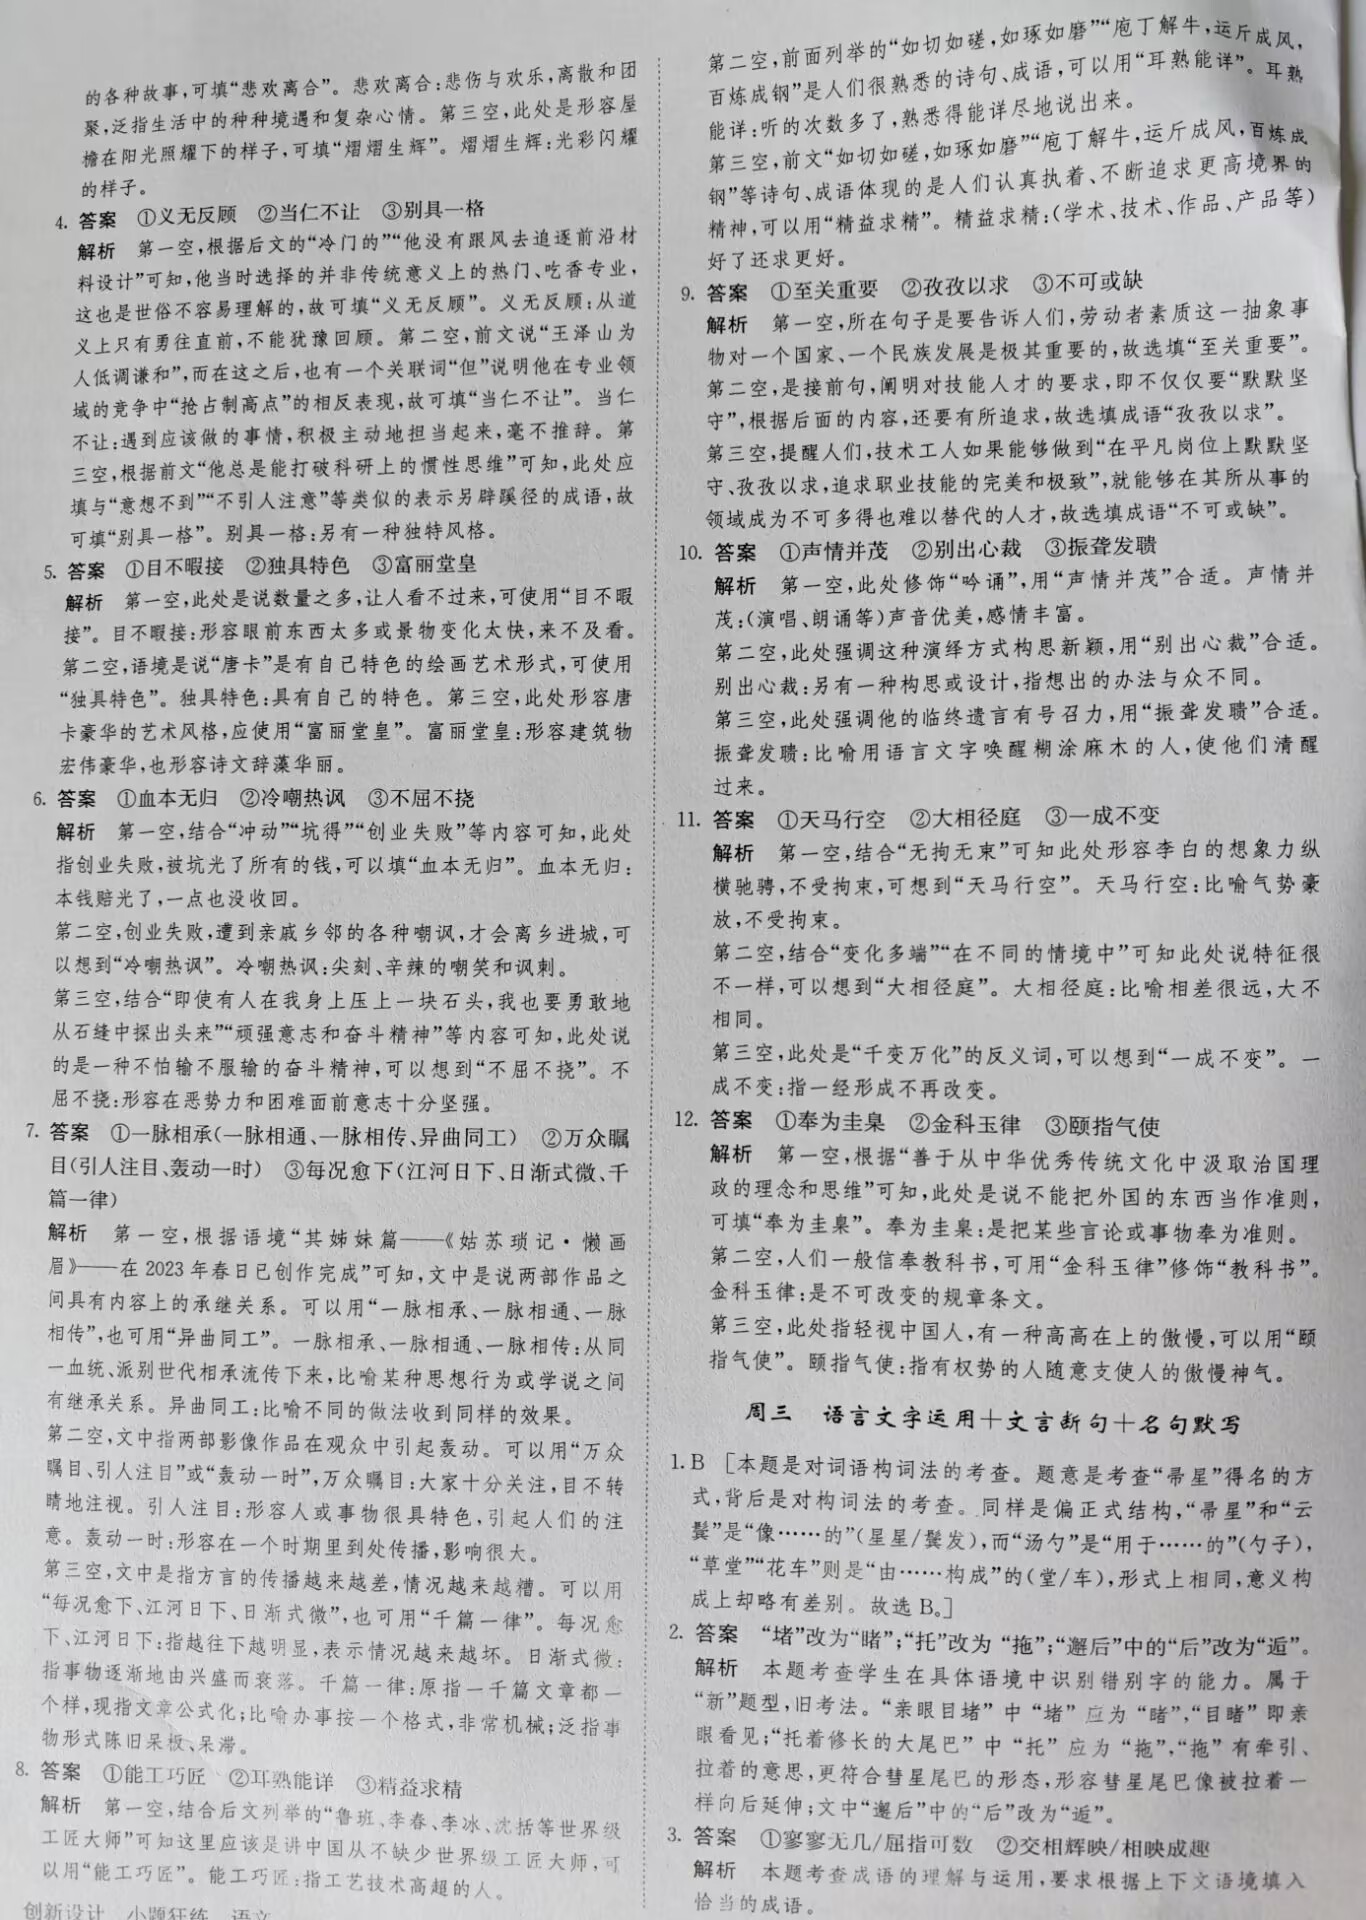 的各种故事,可填“悲欢离合”。悲欢离合:悲伤与欢乐,离散和团
聚,泛指生活中的种种境遇和复杂心情。第三空,此处是形容屋
檐在阳光照耀下的样子,可填“熠熠生辉”。熠熠生辉:光彩闪耀
的样子。
4. 答案 ①义无反顾 ②当仁不让 ③别具一格
解析 第一空,根据后文的“冷门的”“他没有跟风去追逐前沿材
料设计”可知,他当时选择的并非传统意义上的热门、吃香专业,
这也是世俗不容易理解的,故可填“义无反顾”。义无反顾:从道
义上只有勇往直前,不能犹豫回顾。第二空,前文说“王泽山为
人低调谦和”,而在这之后,也有一个关联词“但”说明他在专业领
域的竞争中“抢占制高点”的相反表现,故可填“当仁不让”。当仁
不让:遇到应该做的事情,积极主动地担当起来,毫不推辞。第
三空,根据前文“他总是能打破科研上的惯性思维”可知,此处应
填与“意想不到”“不引人注意”等类似的表示另辟蹊径的成语,故
可填“别具一格”。别具一格:另有一种独特风格。
5. 答案 ①目不暇接 ②独具特色 ③富丽堂皇
解析 第一空,此处是说数量之多,让人看不过来,可使用“目不暇
接”。目不暇接:形容眼前东西太多或景物变化太快,来不及看。
第二空,语境是说“唐卡”是有自己特色的绘画艺术形式,可使用
“独具特色”。独具特色:具有自己的特色。第三空,此处形容唐
卡豪华的艺术风格,应使用“富丽堂皇”。富丽堂皇:形容建筑物
宏伟豪华,也形容诗文辞藻华丽。
6. 答案 ①血本无归 ②冷嘲热讽 ③不屈不挠
解析 第一空,结合“冲动”“坑得”“创业失败”等内容可知,此处
指创业失败,被坑光了所有的钱,可以填“血本无归”。血本无归:
本钱赔光了,一点也没收回。
第二空,创业失败,遭到亲戚乡邻的各种嘲讽,才会离乡进城,可
以想到“冷嘲热讽”。冷嘲热讽:尖刻、辛辣的嘲笑和讽刺。
第三空,结合“即使有人在我身上压上一块石头,我也要勇敢地
从石缝中探出头来”“顽强意志和奋斗精神”等内容可知,此处说
的是一种不怕输不服输的奋斗精神,可以想到“不屈不挠”。不
屈不挠:形容在恶势力和困难面前意志十分坚强。
7. 答案 ①一脉相承(一脉相通、一脉相传、异曲同工) ②万众瞩
目(引人注目、轰动一时) ③每况愈下(江河日下、日渐式微、千
篇一律)
解析 第一空,根据语境“其姊妹篇——《姑苏琐记·懒画
眉》——在2023年春日已创作完成”可知,文中是说两部作品之
间具有内容上的承继关系。可以用“一脉相承、一脉相通、一脉
相传”,也可用“异曲同工”。一脉相承、一脉相通、一脉相传:从同
一血统、派别世代相承流传下来,比喻某种思想行为或学说之间
有继承关系。异曲同工:比喻不同的做法收到同样的效果。
第二空,文中指两部影像作品在观众中引起轰动。可以用“万众
瞩目、引人注目”或“轰动一时”,万众瞩目:大家十分关注,目不转
睛地注视。引人注目:形容人或事物很具特色,引起人们的注
意。轰动一时:形容在一个时期里到处传播,影响很大。
第三空,文中是指方言的传播越来越差,情况越来越糟。可以用
“每况愈下、江河日下、日渐式微”,也可用“千篇一律”。每况愈
下、江河日下:指越往下越明显,表示情况越来越坏。日渐式微:
指事物逐渐地由兴盛而衰落。千篇一律:原指一千篇文章都一
个样,现指文章公式化;比喻办事按一个格式,非常机械;泛指事
物形式陈旧呆板、呆滞。
8. 答案 ①能工巧匠 ②耳熟能详 ③精益求精
解析 第一空,结合后文列举的“鲁班、李春、李冰、沈括等世界级
工匠大师”可知这里应该是讲中国从不缺少世界级工匠大师,可
以用“能工巧匠”。能工巧匠:指工艺技术高超的人。
创新设计 小题狂练 语文
第二空,前面列举的“如切如磋,如琢如磨”“庖丁解牛,运斤成风,
百炼成钢”是人们很熟悉的诗句、成语,可以用“耳熟能详”。耳熟
能详:听的次数多了,熟悉得能详尽地说出来。
第三空,前文“如切如磋,如琢如磨”“庖丁解牛,运斤成风,百炼成
钢”等诗句、成语体现的是人们认真执着、不断追求更高境界的
精神,可以用“精益求精”。精益求精:(学术、技术、作品、产品等)
好了还求更好。
9. 答案 ①至关重要 ②孜孜以求 ③不可或缺
解析 第一空,所在句子是要告诉人们,劳动者素质这一抽象事
物对一个国家、一个民族发展是极其重要的,故选填“至关重要”。
第二空,是接前句,阐明对技能人才的要求,即不仅仅要“默默坚
守”,根据后面的内容,还要有所追求,故选填成语“孜孜以求”。
第三空,提醒人们,技术工人如果能够做到“在平凡岗位上默默坚
守、孜孜以求,追求职业技能的完美和极致”,就能够在其所从事的
领域成为不可多得也难以替代的人才,故选填成语“不可或缺”。
10. 答案 ①声情并茂 ②别出心裁 ③振聋发聩
解析 第一空,此处修饰“吟诵”,用“声情并茂”合适。声情并
茂:(演唱、朗诵等)声音优美,感情丰富。
第二空,此处强调这种演绎方式构思新颖,用“别出心裁”合适。
别出心裁:另有一种构思或设计,指想出的办法与众不同。
第三空,此处强调他的临终遗言有号召力,用“振聋发聩”合适。
振聋发聩:比喻用语言文字唤醒糊涂麻木的人,使他们清醒
过来。
11. 答案 ①天马行空 ②大相径庭 ③一成不变
解析 第一空,结合“无拘无束”可知此处形容李白的想象力纵
横驰骋,不受拘束,可想到“天马行空”。天马行空:比喻气势豪
放,不受拘束。
第二空,结合“变化多端”“在不同的情境中”可知此处说特征很
不一样,可以想到“大相径庭”。大相径庭:比喻相差很远,大不
相同。
第三空,此处是“千变万化”的反义词,可以想到“一成不变”。一
成不变:指一经形成不再改变。
12. 答案 ①奉为圭臬 ②金科玉律 ③颐指气使
解析 第一空,根据“善于从中华优秀传统文化中汲取治国理
政的理念和思维”可知,此处是说不能把外国的东西当作准则,
可填“奉为圭臬”。奉为圭臬:是把某些言论或事物奉为准则。
第二空,人们一般信奉教科书,可用“金科玉律”修饰“教科书”。
金科玉律:是不可改变的规章条文。
第三空,此处指轻视中国人,有一种高高在上的傲慢,可以用“颐
指气使”。颐指气使:指有权势的人随意支使人的傲慢神气。
周三 语言文字运用+文言断句+名句默写
1. B [本题是对词语构词法的考查。题意是考查“帚星”得名的方
式,背后是对构词法的考查。同样是偏正式结构,“帚星”和“云
鬓”是“像……的”(星星/鬓发),而“汤勺”是“用于……的”(勺子),
“草堂”“花车”则是“由……构成”的(堂/车),形式上相同,意义构
成上却略有差别。故选B。]
2. 答案 “堵”改为“睹”;“托”改为“拖”;“邂后”中的“后”改为“逅”。
解析 本题考查学生在具体语境中识别错别字的能力。属于
“新”题型,旧考法。“亲眼目堵”中“堵”应为“睹”,“目睹”即亲
眼看见;“托着修长的大尾巴”中“托”应为“拖”,“拖”有牵引、
拉着的意思,更符合彗星尾巴的形态,形容彗星尾巴像被拉着一
样向后延伸;文中“邂后”中的“后”改为“逅”。
3. 答案 ①寥寥无几/屈指可数 ②交相辉映/相映成趣
解析 本题考查成语的理解与运用,要求根据上下文语境填入
恰当的成语。